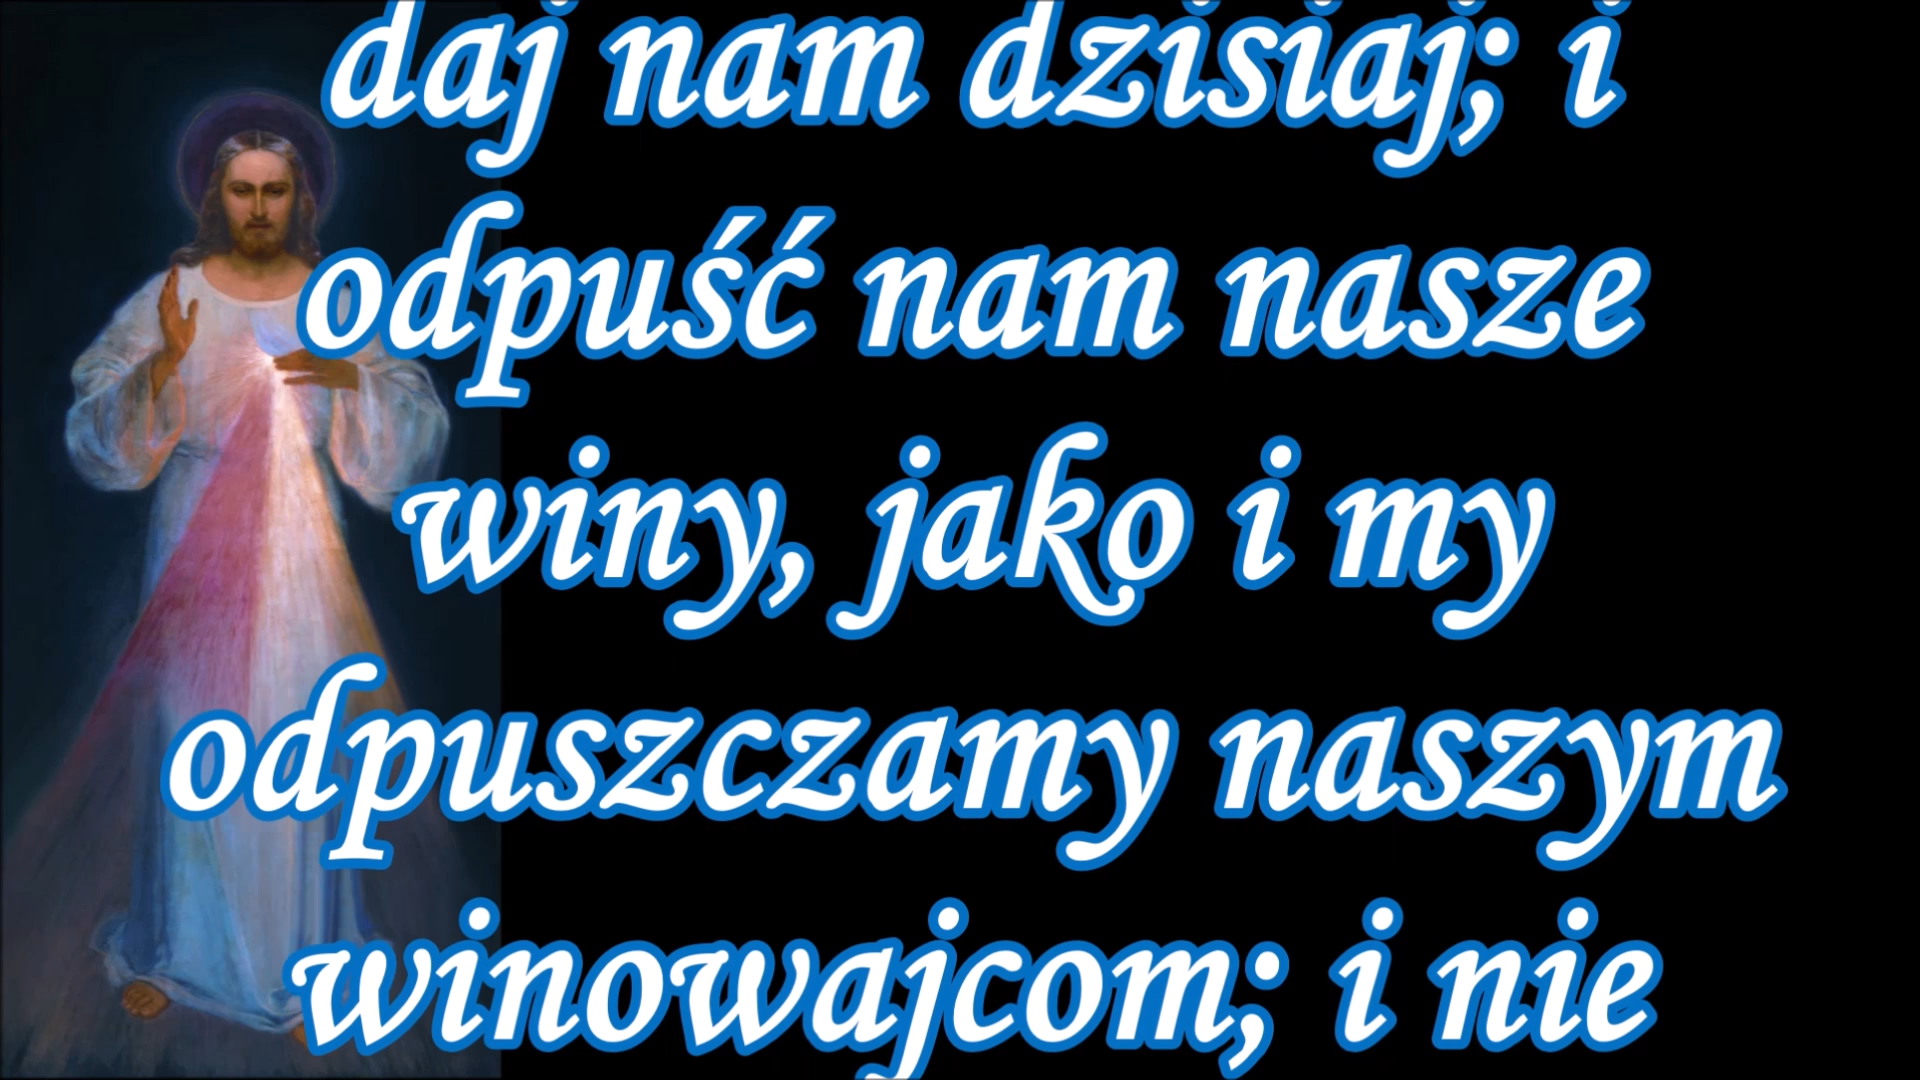 daj nam dzisiaj; i
odpuść nam nasze
winy, jako i my
odpuszczamy naszym
winowajcom; i nie